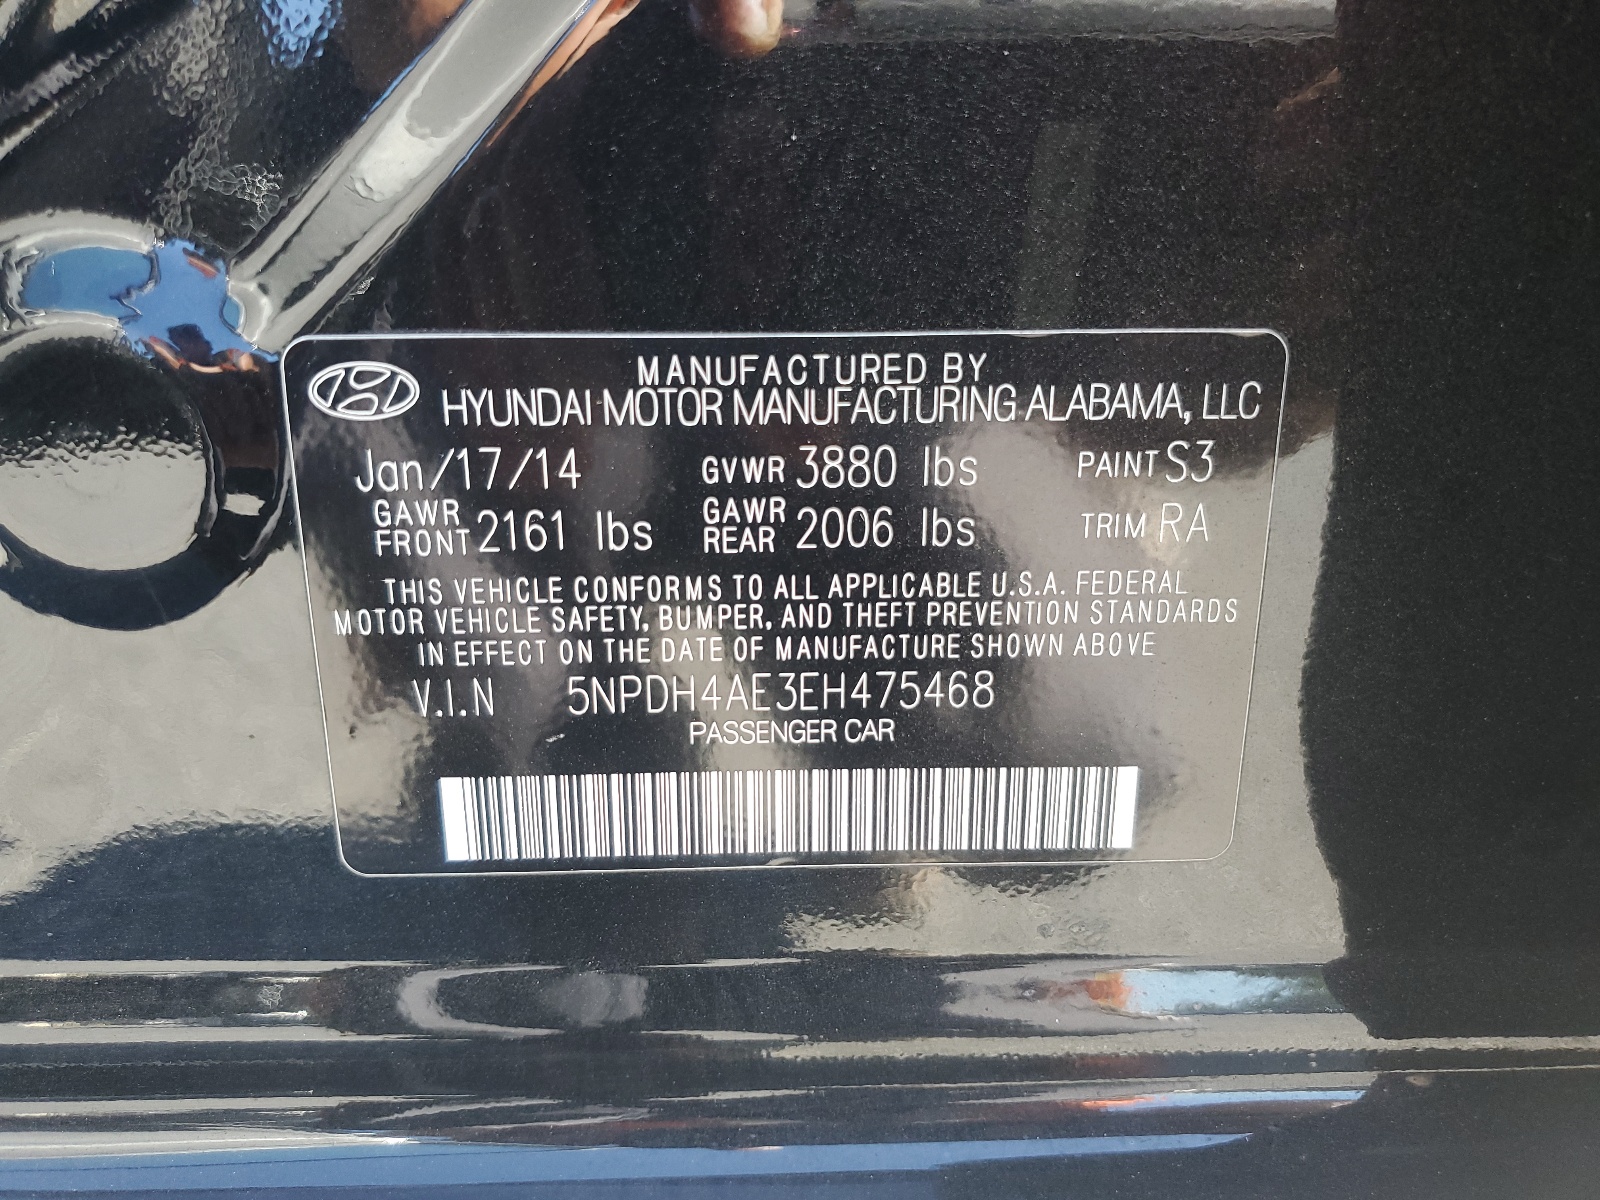 MANUFACTURED BY
HYUNDAI MOTOR MANUFACTURING ALABAMA, LLC
Jan/17/14 GVWR 3880 lbs PAINT S3
GAWR FRONT 2161 lbs GAWR REAR 2006 lbs TRIM RA
THIS VEHICLE CONFORMS TO ALL APPLICABLE U.S.A. FEDERAL
MOTOR VEHICLE SAFETY, BUMPER, AND THEFT PREVENTION STANDARDS
IN EFFECT ON THE DATE OF MANUFACTURE SHOWN ABOVE
V.I.N 5NPDH4AE3EH475468
PASSENGER CAR